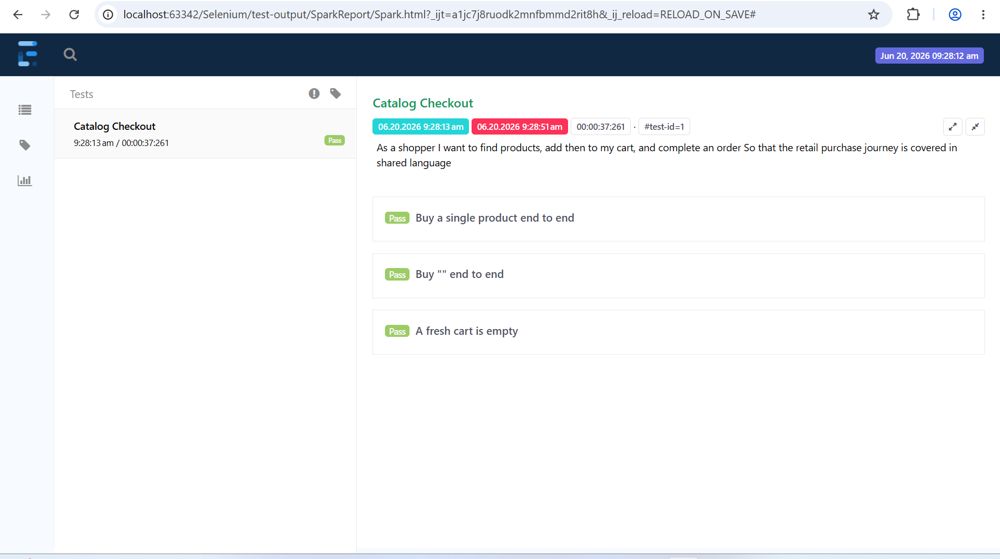 localhost:63342/Selenium/test-output/SparkReport/Spark.html?_ijt=a1jc7j8ruodk2mnfbmmd2rit8h&_ij_reload=RELOAD_ON_SAVE#
Jun 20, 2026 09:28:12 am
Tests
Catalog Checkout
9:28:13 am / 00:00:37:261
Pass
Catalog Checkout
06.20.2026 9:28:13 am 06.20.2026 9:28:51 am 00:00:37:261 · #test-id=1
As a shopper I want to find products, add then to my cart, and complete an order So that the retail purchase journey is covered in
shared language
Pass Buy a single product end to end
Pass Buy "" end to end
Pass A fresh cart is empty